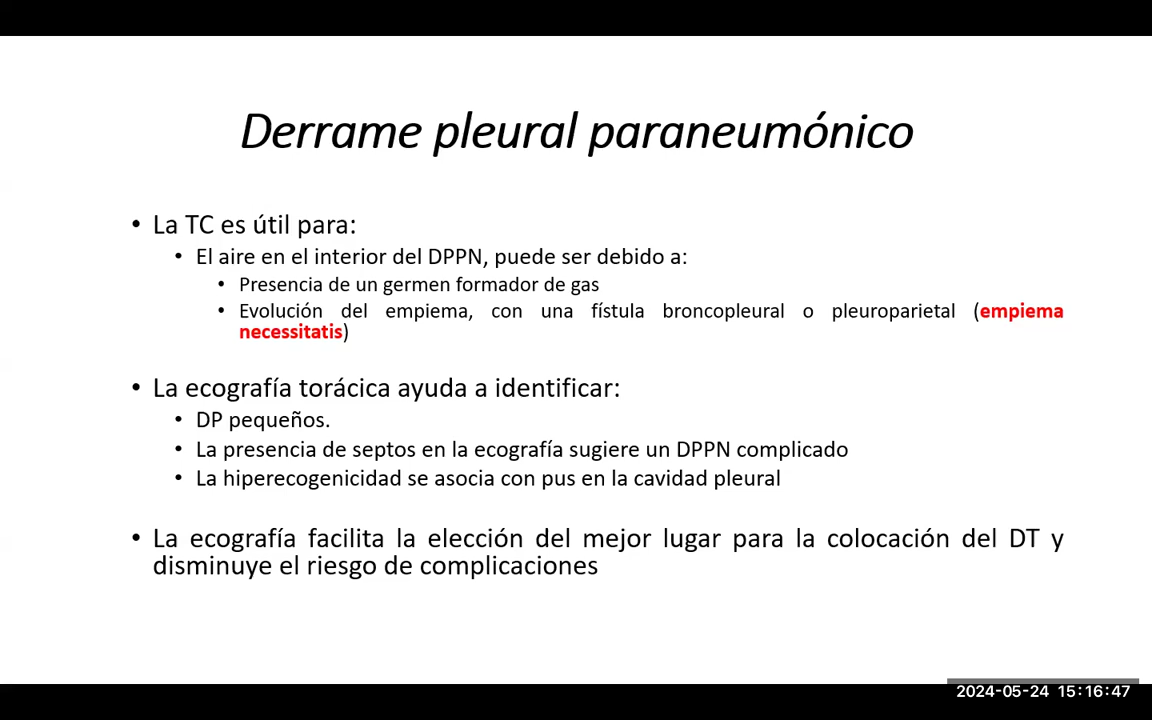 Derrame pleural paraneumónico
• La TC es útil para:
• El aire en el interior del DPPN, puede ser debido a:
• Presencia de un germen formador de gas
• Evolución del empiema, con una fístula broncopleural o pleuroparietal (empiema
necessitatis)
• La ecografía torácica ayuda a identificar:
• DP pequeños.
• La presencia de septos en la ecografía sugiere un DPPN complicado
• La hiperecogenicidad se asocia con pus en la cavidad pleural
• La ecografía facilita la elección del mejor lugar para la colocación del DT y
disminuye el riesgo de complicaciones
2024-05-24 15:16:47